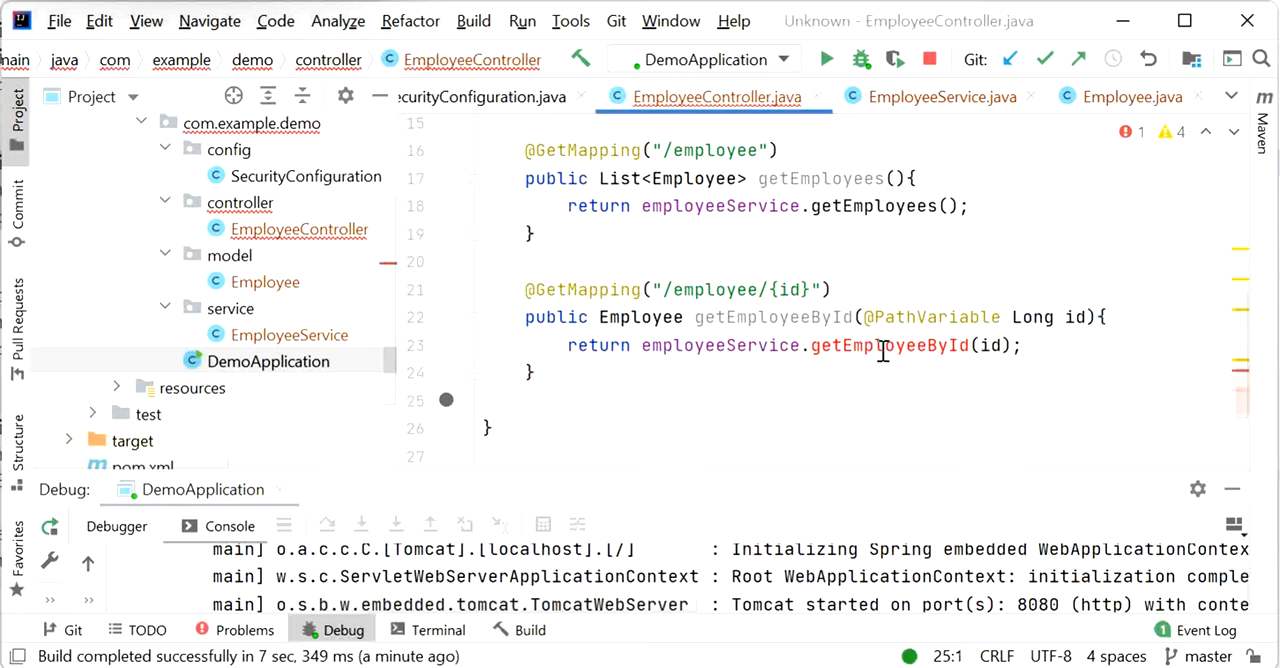 File Edit View Navigate Code Analyze Refactor Build Run Tools Git Window Help Unknown - EmployeeController.java
main java com example demo controller EmployeeController DemoApplication Git:
Project ecurityConfiguration.java EmployeeController.java EmployeeService.java Employee.java
Project
Commit
Pull Requests
Structure
Favorites
com.example.demo
config
SecurityConfiguration
controller
EmployeeController
model
Employee
service
EmployeeService
DemoApplication
resources
test
target
pom.xml
1 4
15
16 @GetMapping("/employee")
17 public List<Employee> getEmployees(){
18 return employeeService.getEmployees();
19 }
20
21 @GetMapping("/employee/{id}")
22 public Employee getEmployeeById(@PathVariable Long id){
23 return employeeService.getEmployeeById(id);
24 }
25
26 }
27
m Maven
Debug: DemoApplication
Debugger Console
main] o.a.c.c.C.[Tomcat].[localhost].[/] : Initializing Spring embedded WebApplicationContex
main] w.s.c.ServletWebServerApplicationContext : Root WebApplicationContext: initialization comple
main] o.s.b.w.embedded.tomcat.TomcatWebServer : Tomcat started on port(s): 8080 (http) with conte
Git TODO Problems Debug Terminal Build 1 Event Log
Build completed successfully in 7 sec, 349 ms (a minute ago) 25:1 CRLF UTF-8 4 spaces master